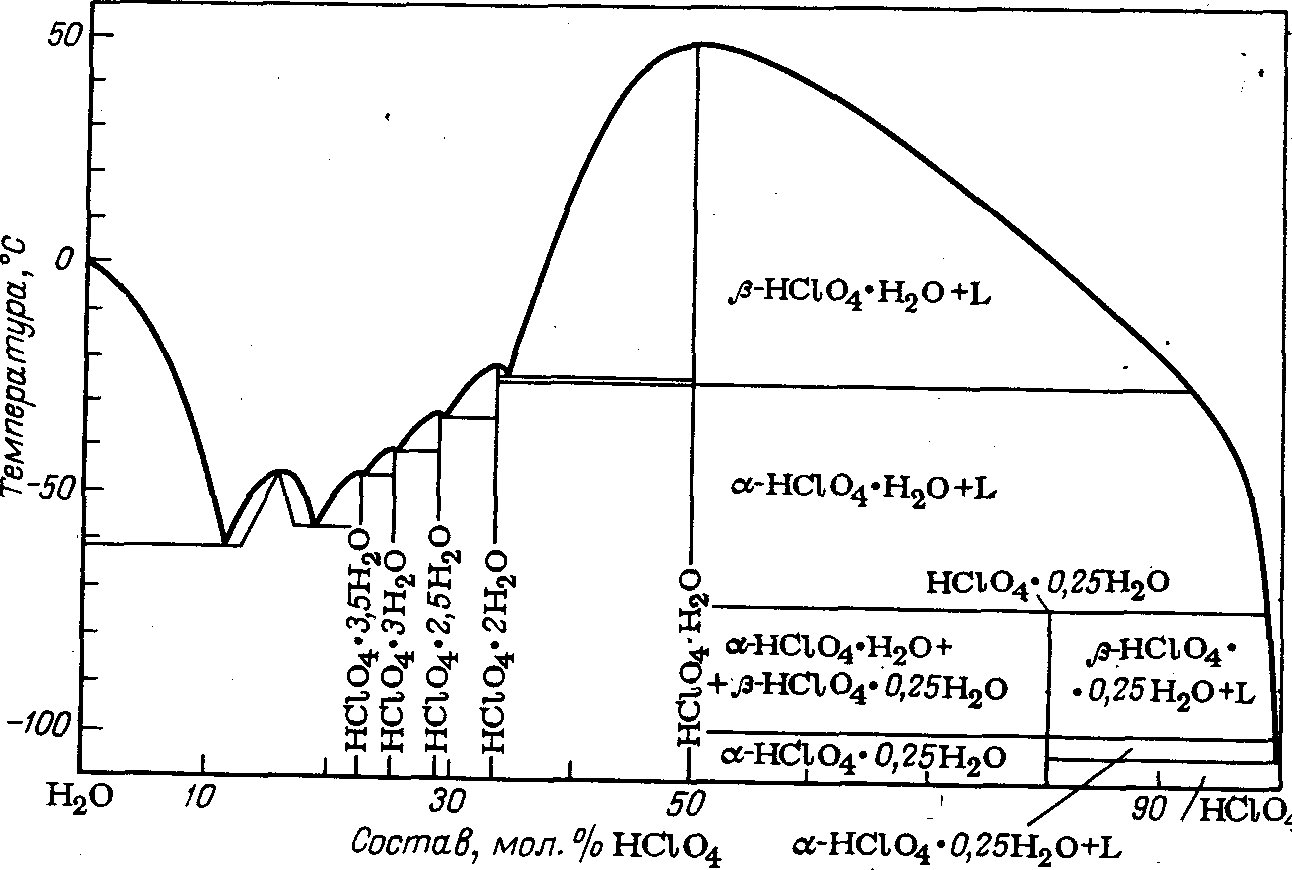 50
0
-50
-100
Температура, °C
β-HClO₄·H₂O+L
α-HClO₄·H₂O+L
HClO₄·0,25H₂O
α-HClO₄·H₂O+
+β-HClO₄·0,25H₂O
β-HClO₄·
·0,25H₂O+L
α-HClO₄·0,25H₂O
HClO₄·3,5H₂O
HClO₄·3H₂O
HClO₄·2,5H₂O
HClO₄·2H₂O
HClO₄·H₂O
H₂O 10 30 50 90 HClO₄
Состав, мол.% HClO₄
α-HClO₄·0,25H₂O+L